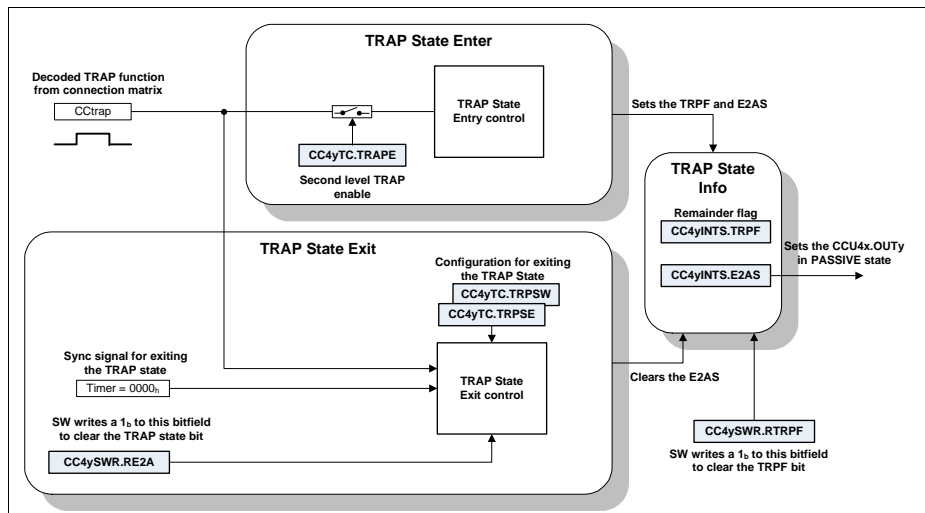 TRAP State Enter
Decoded TRAP function
from connection matrix
CCtrap
TRAP State
Entry control
CC4yTC.TRAPE
Second level TRAP
enable
Sets the TRPF and E2AS
TRAP State
Info
Remainder flag
CC4yINTS.TRPF
CC4yINTS.E2AS
Sets the CCU4x.OUTy
in PASSIVE state
TRAP State Exit
Configuration for exiting
the TRAP State
CC4yTC.TRPSW
CC4yTC.TRPSE
Sync signal for exiting
the TRAP state
Timer = 0000h
TRAP State
Exit control
Clears the E2AS
SW writes a 1b to this bitfield
to clear the TRAP state bit
CC4ySWR.RE2A
CC4ySWR.RTRPF
SW writes a 1b to this bitfield
to clear the TRPF bit